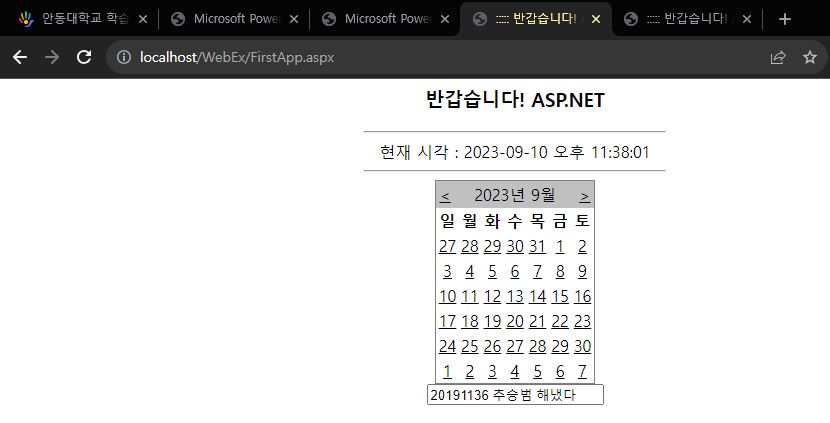 안동대학교 학습
Microsoft Power
Microsoft Power
::::: 반갑습니다! A
::::: 반갑습니다! A
localhost/WebEx/FirstApp.aspx
반갑습니다! ASP.NET
현재 시각 : 2023-09-10 오후 11:38:01
< 2023년 9월 >
일 월 화 수 목 금 토
27 28 29 30 31 1 2
3 4 5 6 7 8 9
10 11 12 13 14 15 16
17 18 19 20 21 22 23
24 25 26 27 28 29 30
1 2 3 4 5 6 7
20191136 추승범 해냈다